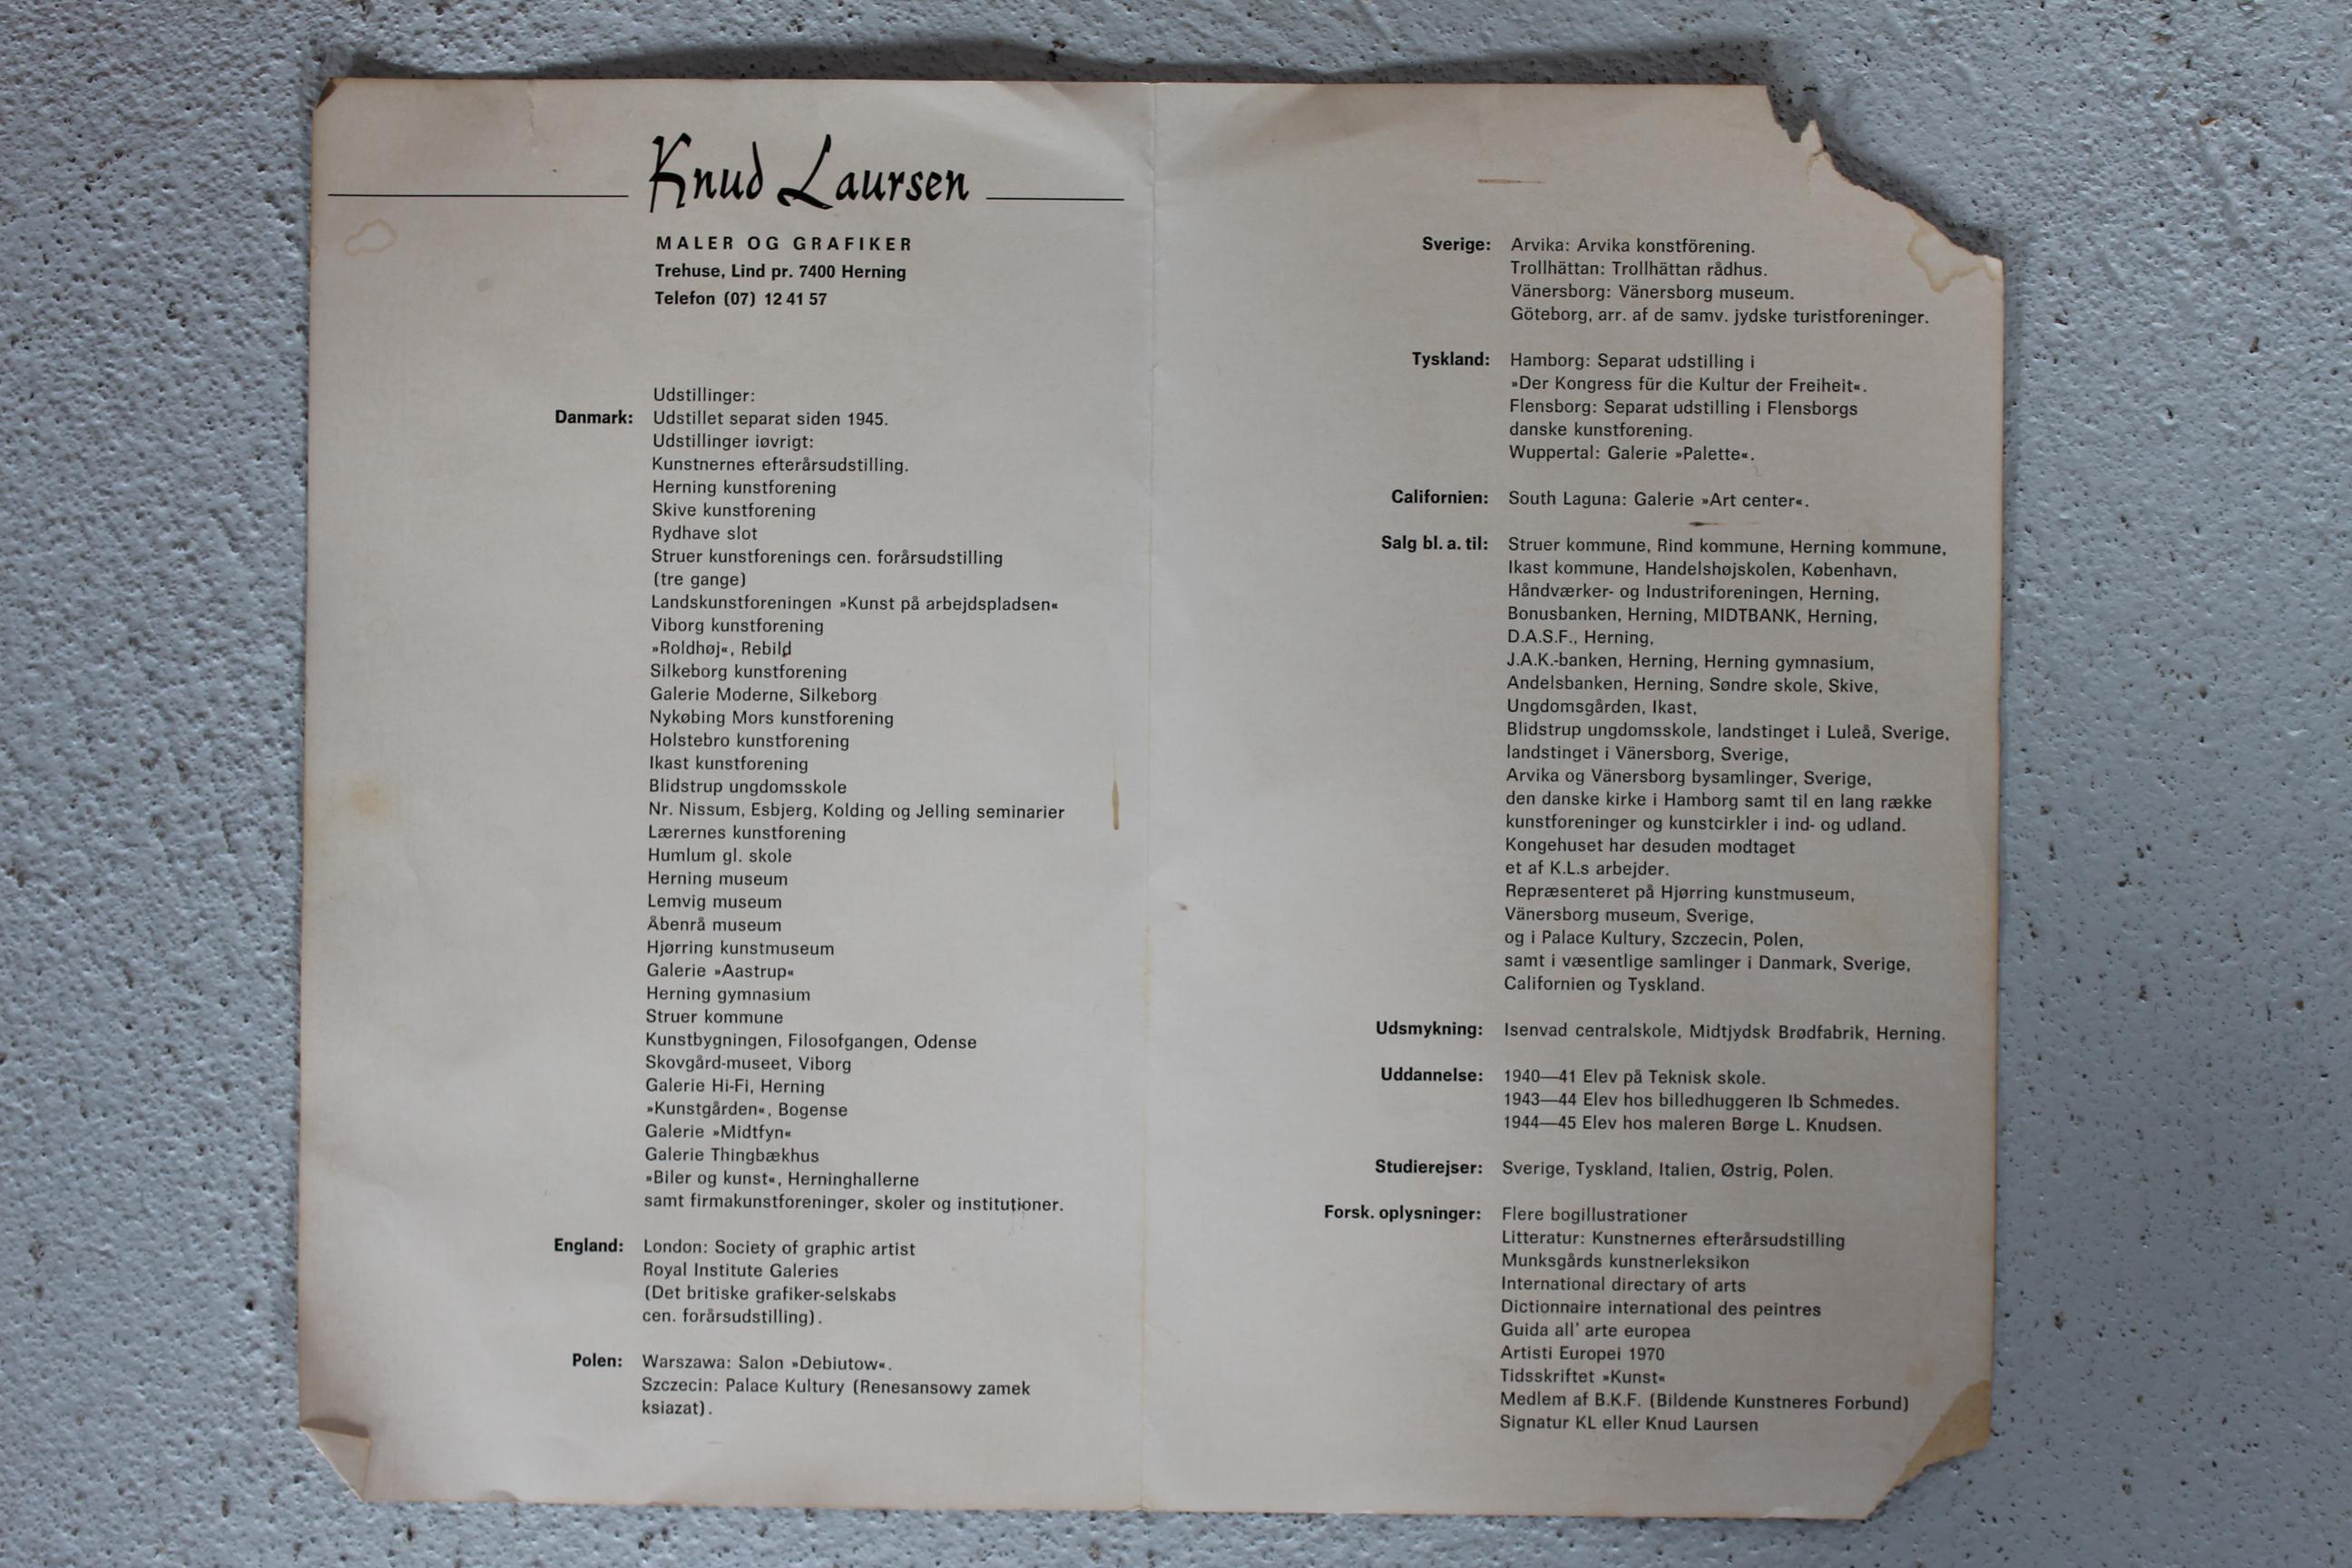 Knud Laursen
MALER OG GRAFIKER
Trehuse, Lind pr. 7400 Herning
Telefon (07) 12 41 57
Udstillinger:
Danmark: Udstillet separat siden 1945.
Udstillinger iøvrigt:
Kunstnernes efterårsudstilling.
Herning kunstforening
Skive kunstforening
Rydhave slot
Struer kunstforenings cen. forårsudstilling
(tre gange)
Landskunstforeningen »Kunst på arbejdspladsen«
Viborg kunstforening
»Roldhøj«, Rebild
Silkeborg kunstforening
Galerie Moderne, Silkeborg
Nykøbing Mors kunstforening
Holstebro kunstforening
Ikast kunstforening
Blidstrup ungdomsskole
Nr. Nissum, Esbjerg, Kolding og Jelling seminarier
Lærernes kunstforening
Humlum gl. skole
Herning museum
Lemvig museum
Åbenrå museum
Hjørring kunstmuseum
Galerie »Aastrup«
Herning gymnasium
Struer kommune
Kunstbygningen, Filosofgangen, Odense
Skovgård-museet, Viborg
Galerie Hi-Fi, Herning
»Kunstgården«, Bogense
Galerie »Midtfyn«
Galerie Thingbækhus
»Biler og kunst«, Herninghallerne
samt firmakunstforeninger, skoler og institutioner.
England: London: Society of graphic artist
Royal Institute Galeries
(Det britiske grafiker-selskabs
cen. forårsudstilling).
Polen: Warszawa: Salon »Debiutow«.
Szczecin: Palace Kultury (Renesansowy zamek
ksiazat).
Sverige: Arvika: Arvika konstförening.
Trollhättan: Trollhättan rådhus.
Vänersborg: Vänersborg museum.
Göteborg, arr. af de samv. jydske turistforeninger.
Tyskland: Hamborg: Separat udstilling i
»Der Kongress für die Kultur der Freiheit«.
Flensborg: Separat udstilling i Flensborgs
danske kunstforening.
Wuppertal: Galerie »Palette«.
Californien: South Laguna: Galerie »Art center«.
Salg bl. a. til: Struer kommune, Rind kommune, Herning kommune,
Ikast kommune, Handelshøjskolen, København,
Håndværker- og Industriforeningen, Herning,
Bonusbanken, Herning, MIDTBANK, Herning,
D.A.S.F., Herning,
J.A.K.-banken, Herning, Herning gymnasium,
Andelsbanken, Herning, Søndre skole, Skive,
Ungdomsgården, Ikast,
Blidstrup ungdomsskole, landstinget i Luleå, Sverige,
landstinget i Vänersborg, Sverige,
Arvika og Vänersborg bysamlinger, Sverige,
den danske kirke i Hamborg samt til en lang række
kunstforeninger og kunstcirkler i ind- og udland.
Kongehuset har desuden modtaget
et af K.L.s arbejder.
Repræsenteret på Hjørring kunstmuseum,
Vänersborg museum, Sverige,
og i Palace Kultury, Szczecin, Polen,
samt i væsentlige samlinger i Danmark, Sverige,
Californien og Tyskland.
Udsmykning: Isenvad centralskole, Midtjydsk Brødfabrik, Herning.
Uddannelse: 1940—41 Elev på Teknisk skole.
1943—44 Elev hos billedhuggeren Ib Schmedes.
1944—45 Elev hos maleren Børge L. Knudsen.
Studierejser: Sverige, Tyskland, Italien, Østrig, Polen.
Forsk. oplysninger: Flere bogillustrationer
Litteratur: Kunstnernes efterårsudstilling
Munksgårds kunstnerleksikon
International directory of arts
Dictionnaire international des peintres
Guida all' arte europea
Artisti Europei 1970
Tidsskriftet »Kunst«
Medlem af B.K.F. (Bildende Kunstneres Forbund)
Signatur KL eller Knud Laursen